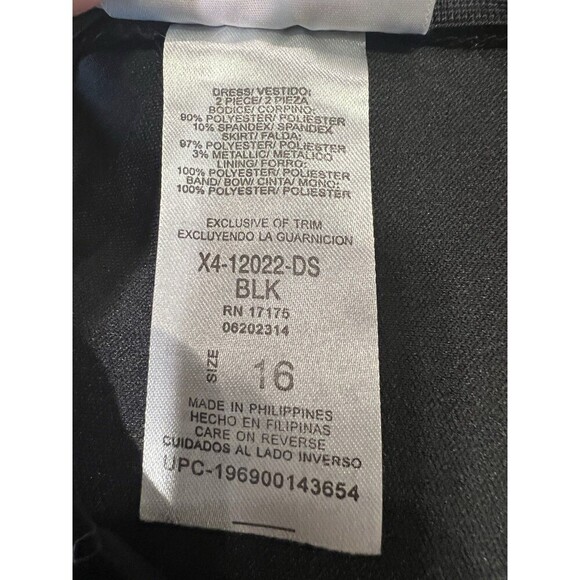 DRESS/ VESTIDO:
2 PIECE/ 2 PIEZA
BODICE/ CORPINO:
90% POLYESTER/ POLIESTER
10% SPANDEX/ SPANDEX
SKIRT/ FALDA:
97% POLYESTER/ POLIESTER
3% METALLIC/ METALICO
LINING/ FORRO:
100% POLYESTER/ POLIESTER
BAND/ BOW/ CINTA/ MONO:
100% POLYESTER/ POLIESTER
EXCLUSIVE OF TRIM
EXCLUYENDO LA GUARNICION
X4-12022-DS
BLK
RN 17175
06202314
SIZE 16
MADE IN PHILIPPINES
HECHO EN FILIPINAS
CARE ON REVERSE
CUIDADOS AL LADO INVERSO
UPC-196900143654